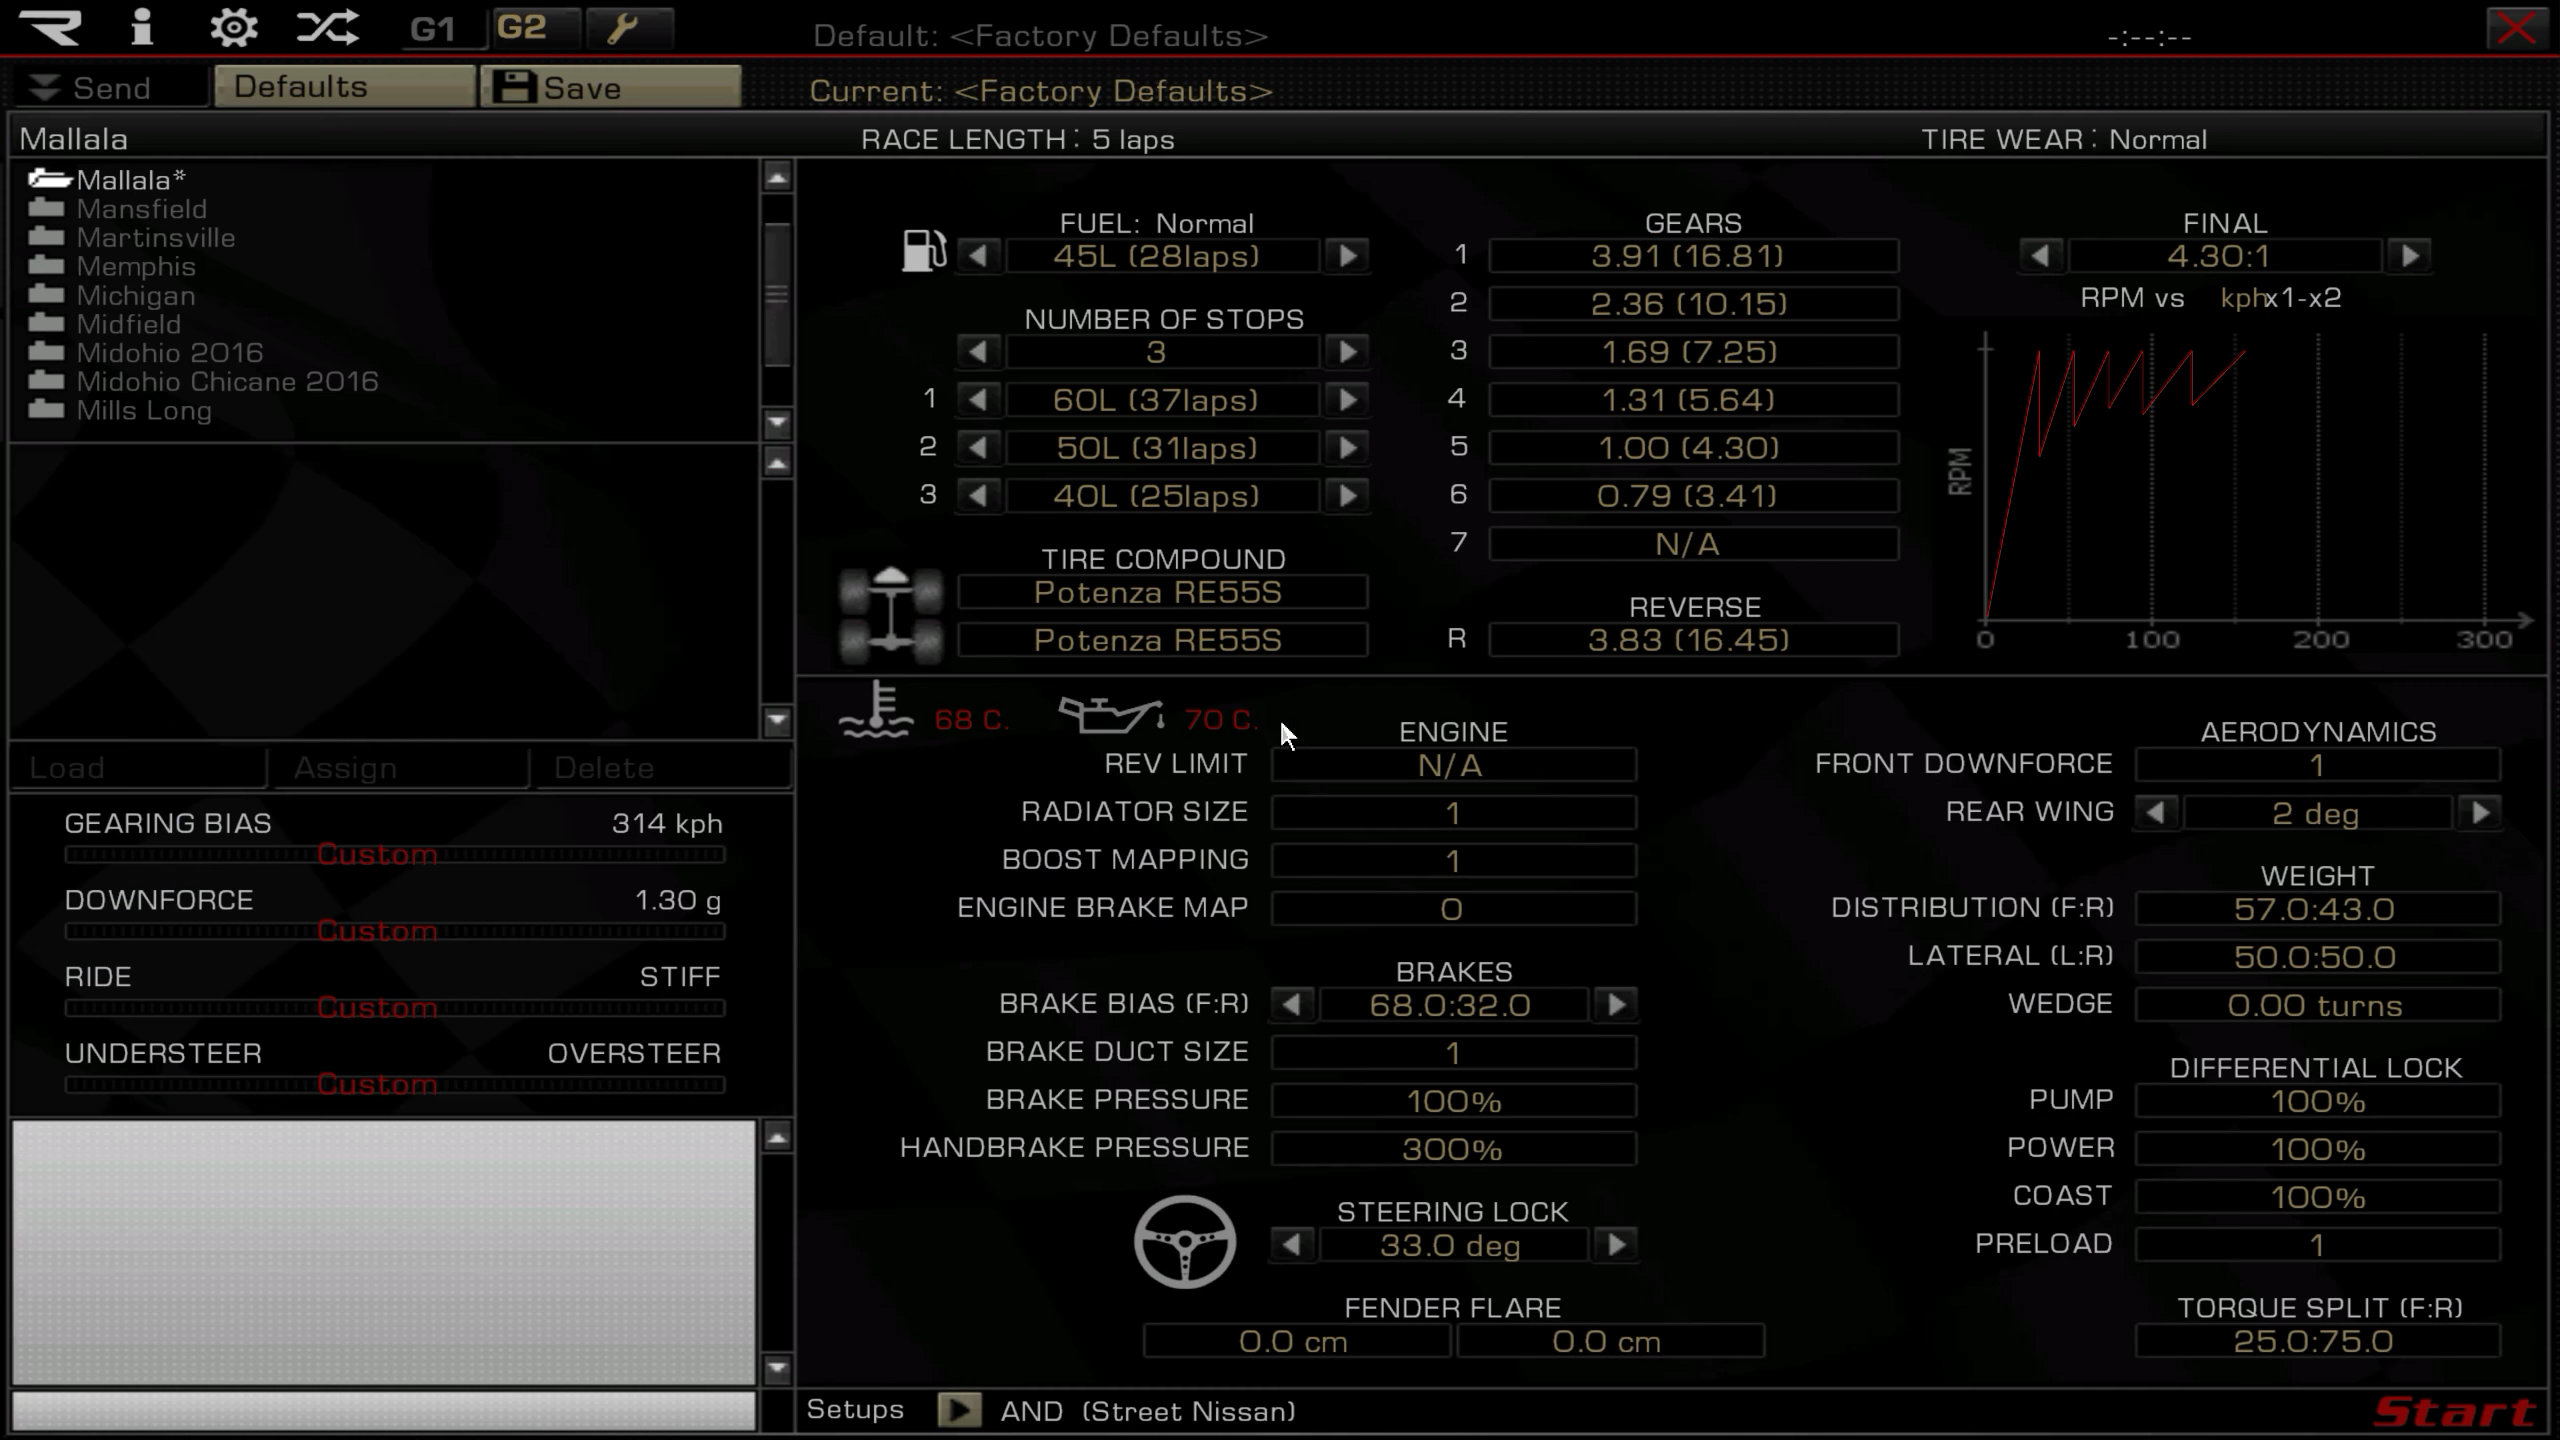 G1 G2 Default: <Factory Defaults> -:--:--
Send Defaults Save Current: <Factory Defaults>
Mallala RACE LENGTH : 5 laps TIRE WEAR : Normal
Mallala*
Mansfield
Martinsville
Memphis
Michigan
Midfield
Midohio 2016
Midohio Chicane 2016
Mills Long
Load Assign Delete
GEARING BIAS 314 kph
Custom
DOWNFORCE 1.30 g
Custom
RIDE STIFF
Custom
UNDERSTEER OVERSTEER
Custom
FUEL: Normal
45L (28laps)
NUMBER OF STOPS
3
1 60L (37laps)
2 50L (31laps)
3 40L (25laps)
TIRE COMPOUND
Potenza RE55S
Potenza RE55S
GEARS
1 3.91 (16.81)
2 2.36 (10.15)
3 1.69 (7.25)
4 1.31 (5.64)
5 1.00 (4.30)
6 0.79 (3.41)
7 N/A
REVERSE
R 3.83 (16.45)
FINAL
4.30:1
RPM vs kphx1-x2
RPM
0 100 200 300
68 C. 70 C.
ENGINE
REV LIMIT N/A
RADIATOR SIZE 1
BOOST MAPPING 1
ENGINE BRAKE MAP 0
BRAKES
BRAKE BIAS (F:R) 68.0:32.0
BRAKE DUCT SIZE 1
BRAKE PRESSURE 100%
HANDBRAKE PRESSURE 300%
STEERING LOCK
33.0 deg
FENDER FLARE
0.0 cm 0.0 cm
AERODYNAMICS
FRONT DOWNFORCE 1
REAR WING 2 deg
WEIGHT
DISTRIBUTION (F:R) 57.0:43.0
LATERAL (L:R) 50.0:50.0
WEDGE 0.00 turns
DIFFERENTIAL LOCK
PUMP 100%
POWER 100%
COAST 100%
PRELOAD 1
TORQUE SPLIT (F:R)
25.0:75.0
Setups AND (Street Nissan) Start